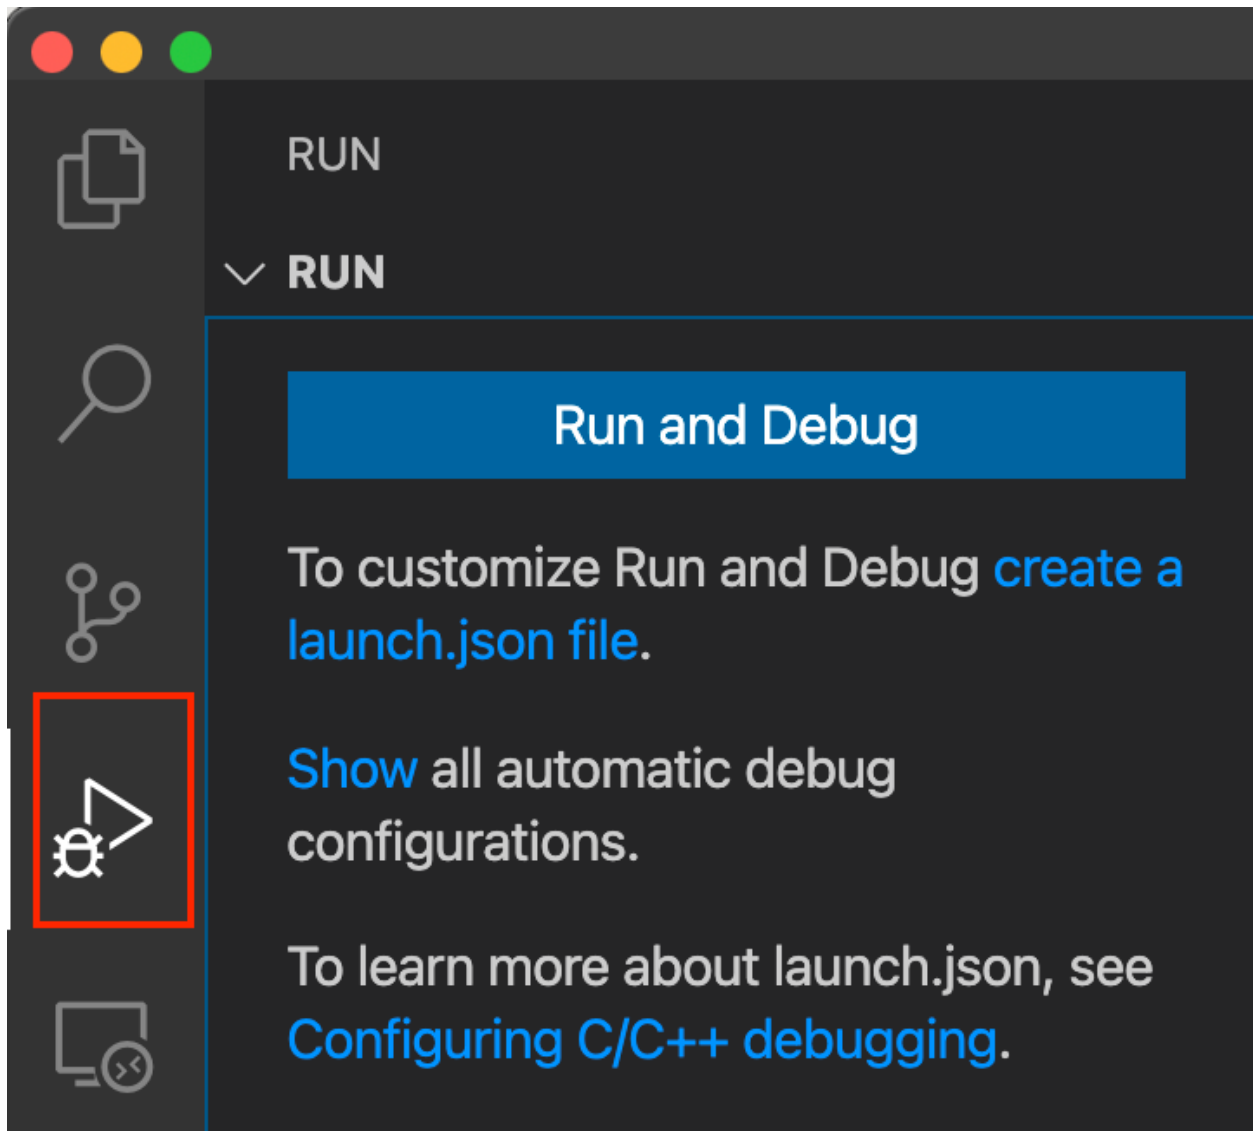 RUN
RUN
Run and Debug
To customize Run and Debug create a
launch.json file.
Show all automatic debug
configurations.
To learn more about launch.json, see
Configuring C/C++ debugging.